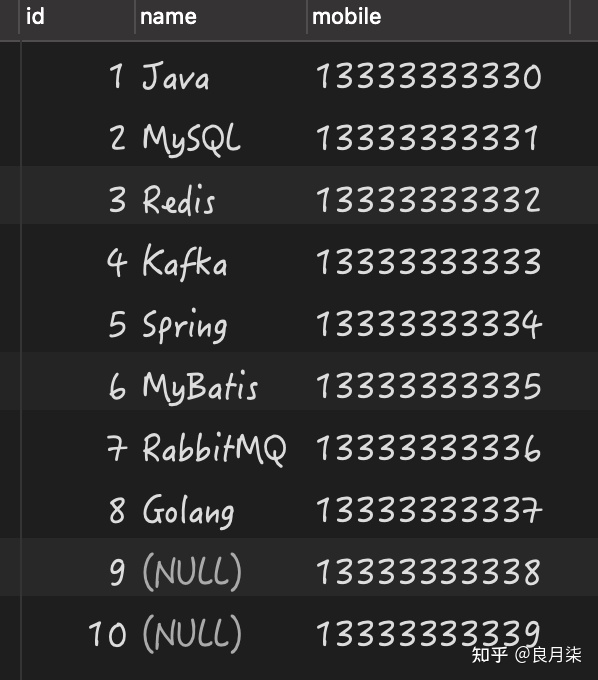 id name mobile
1 Java 13333333330
2 MySQL 13333333331
3 Redis 13333333332
4 Kafka 13333333333
5 Spring 13333333334
6 MyBatis 13333333335
7 RabbitMQ 13333333336
8 Golang 13333333337
9 (NULL) 13333333338
10 (NULL) 13333333339
知乎 @良月柒